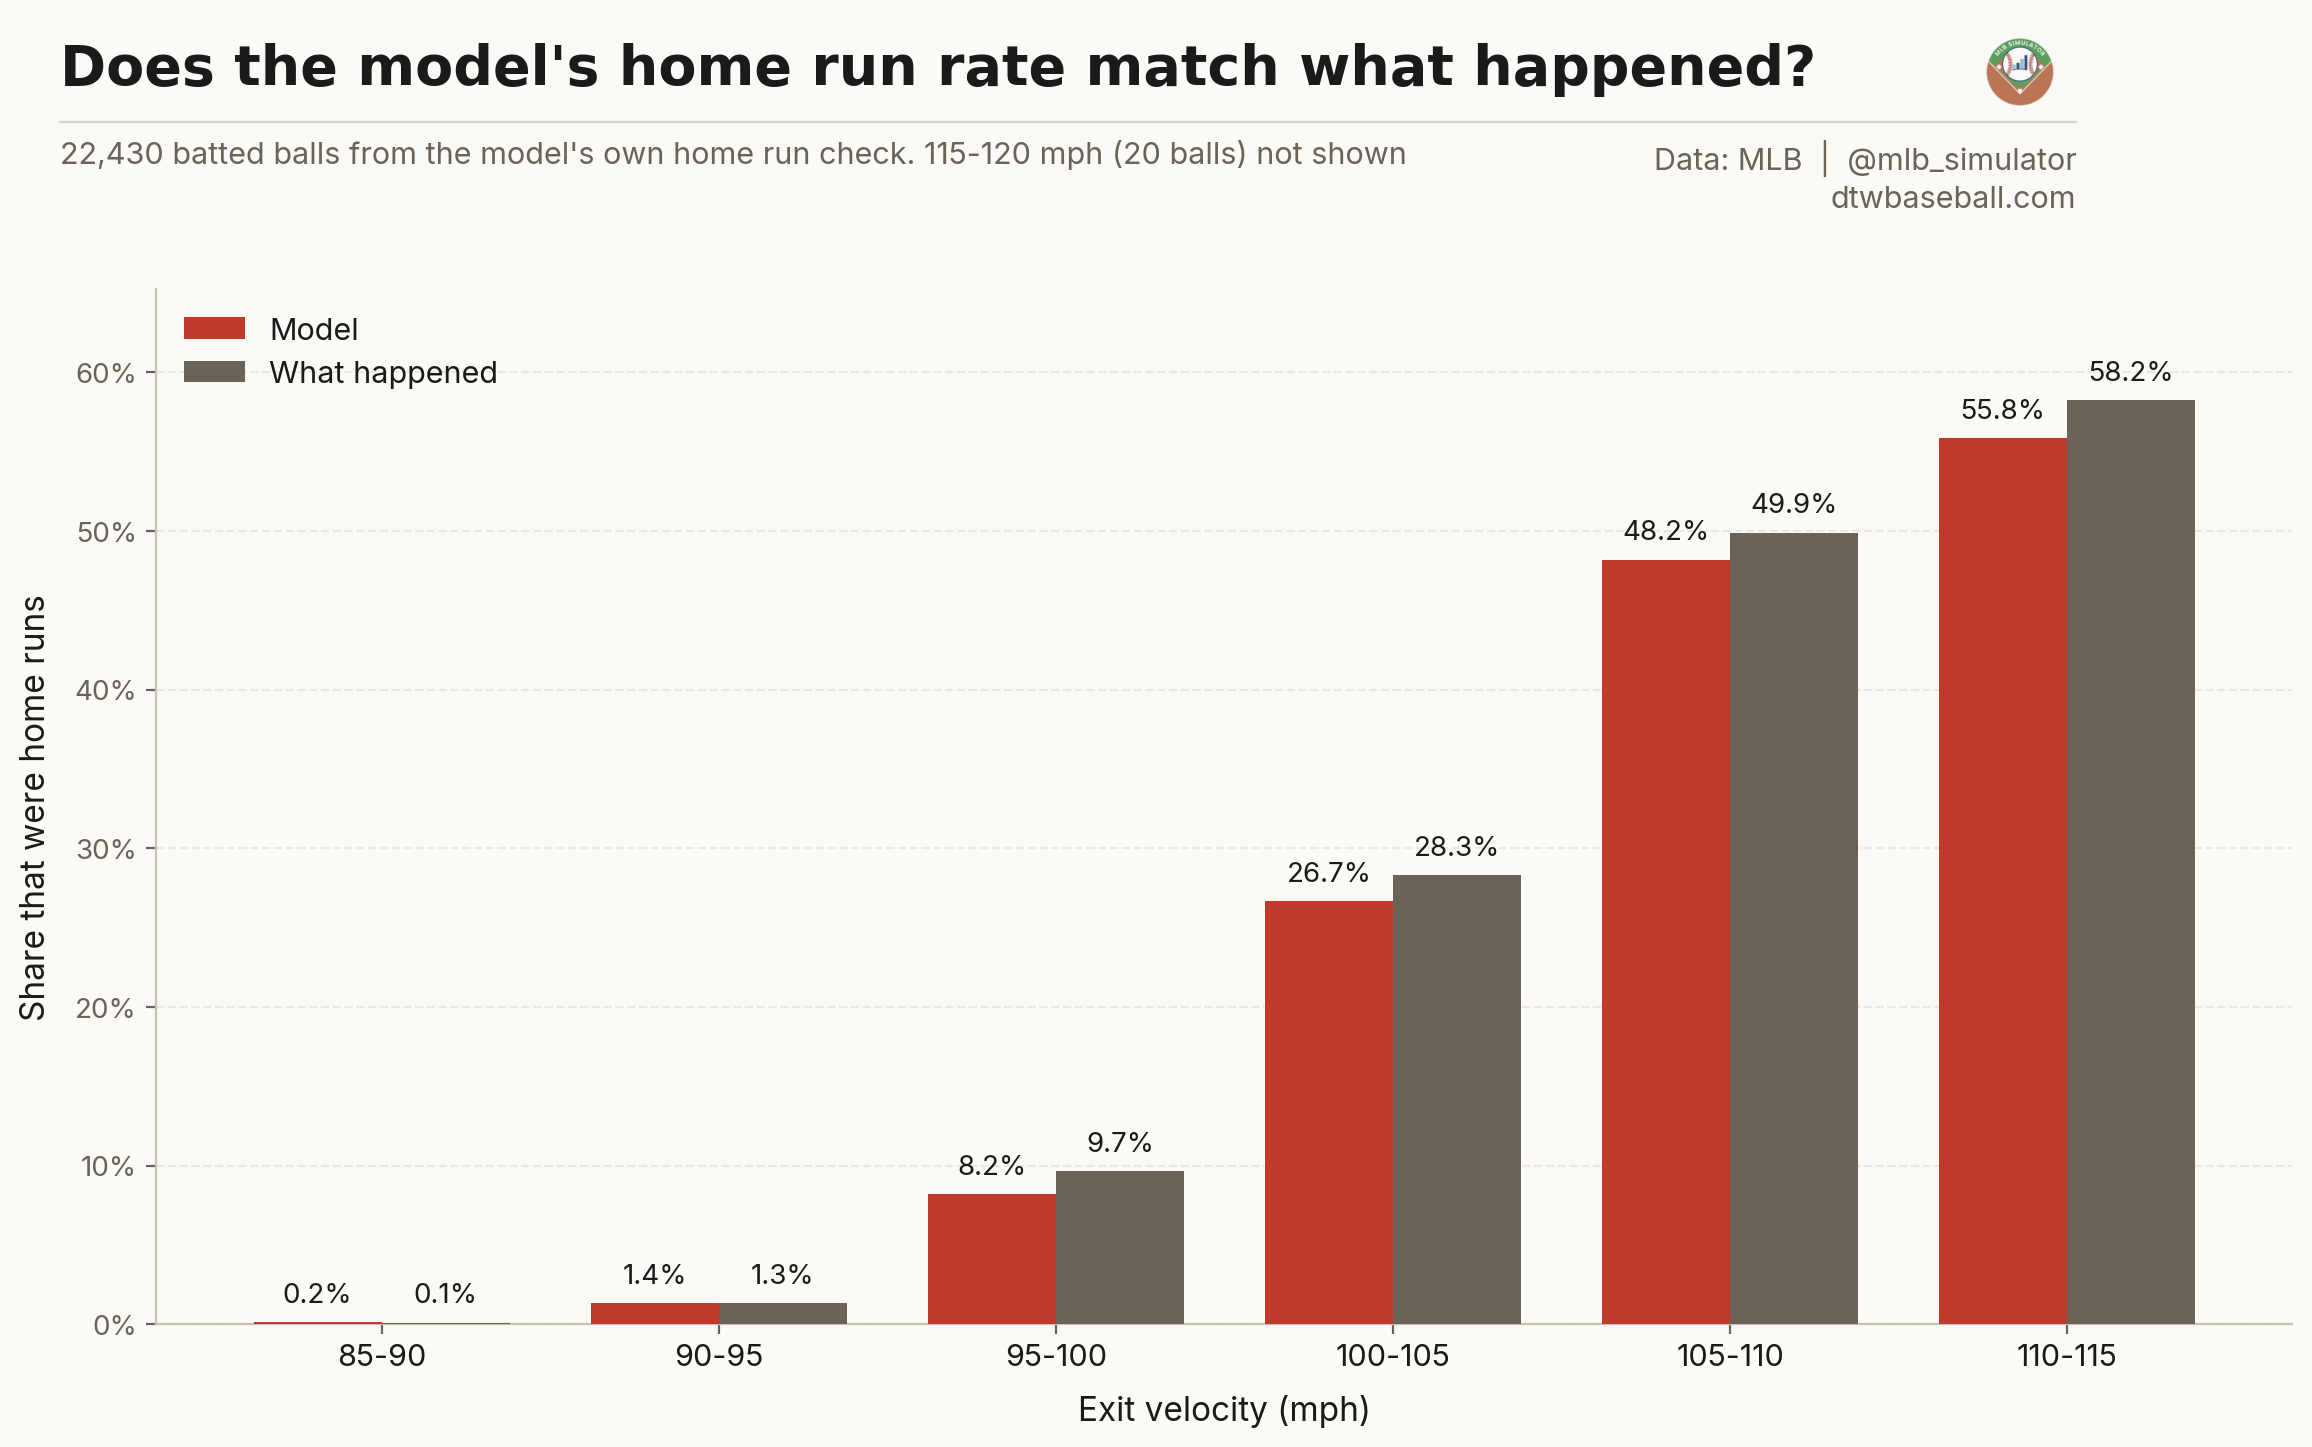 Does the model's home run rate match what happened?
MLB SIMULATOR
22,430 batted balls from the model's own home run check. 115-120 mph (20 balls) not shown
Data: MLB | @mlb_simulator
dtwbaseball.com
Model
What happened
Share that were home runs
60%
50%
40%
30%
20%
10%
0%
0.2%
0.1%
1.4%
1.3%
8.2%
9.7%
26.7%
28.3%
48.2%
49.9%
55.8%
58.2%
85-90
90-95
95-100
100-105
105-110
110-115
Exit velocity (mph)